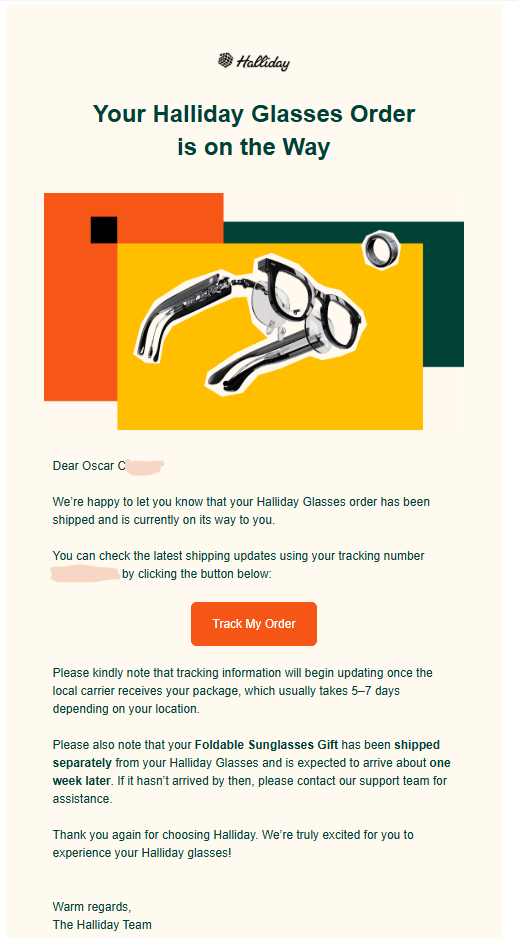 Halliday
Your Halliday Glasses Order
is on the Way
Dear Oscar C
We’re happy to let you know that your Halliday Glasses order has been
shipped and is currently on its way to you.
You can check the latest shipping updates using your tracking number
by clicking the button below:
Track My Order
Please kindly note that tracking information will begin updating once the
local carrier receives your package, which usually takes 5–7 days
depending on your location.
Please also note that your Foldable Sunglasses Gift has been shipped
separately from your Halliday Glasses and is expected to arrive about one
week later. If it hasn’t arrived by then, please contact our support team for
assistance.
Thank you again for choosing Halliday. We’re truly excited for you to
experience your Halliday glasses!
Warm regards,
The Halliday Team